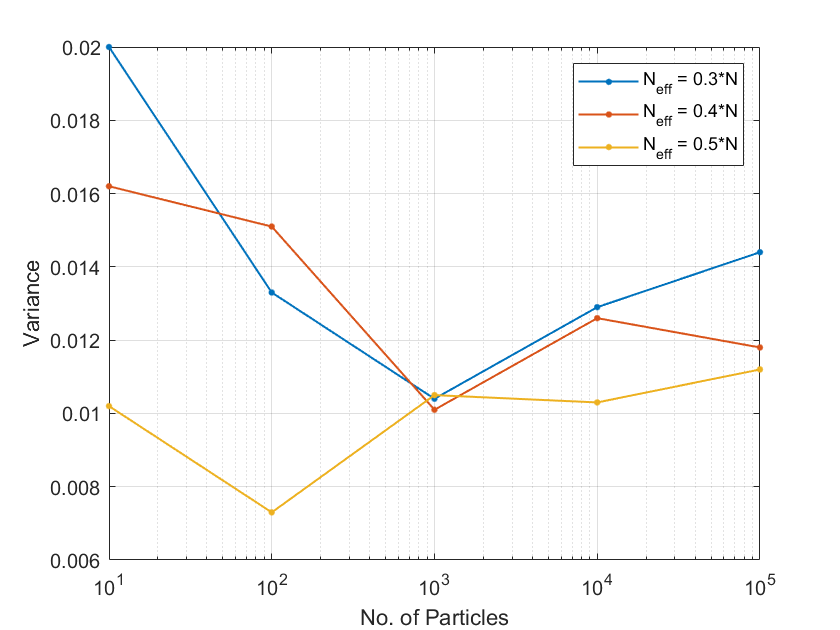 0.02
0.018
0.016
0.014
0.012
0.01
0.008
0.006
Variance
10^1
10^2
10^3
10^4
10^5
No. of Particles
N_eff = 0.3*N
N_eff = 0.4*N
N_eff = 0.5*N